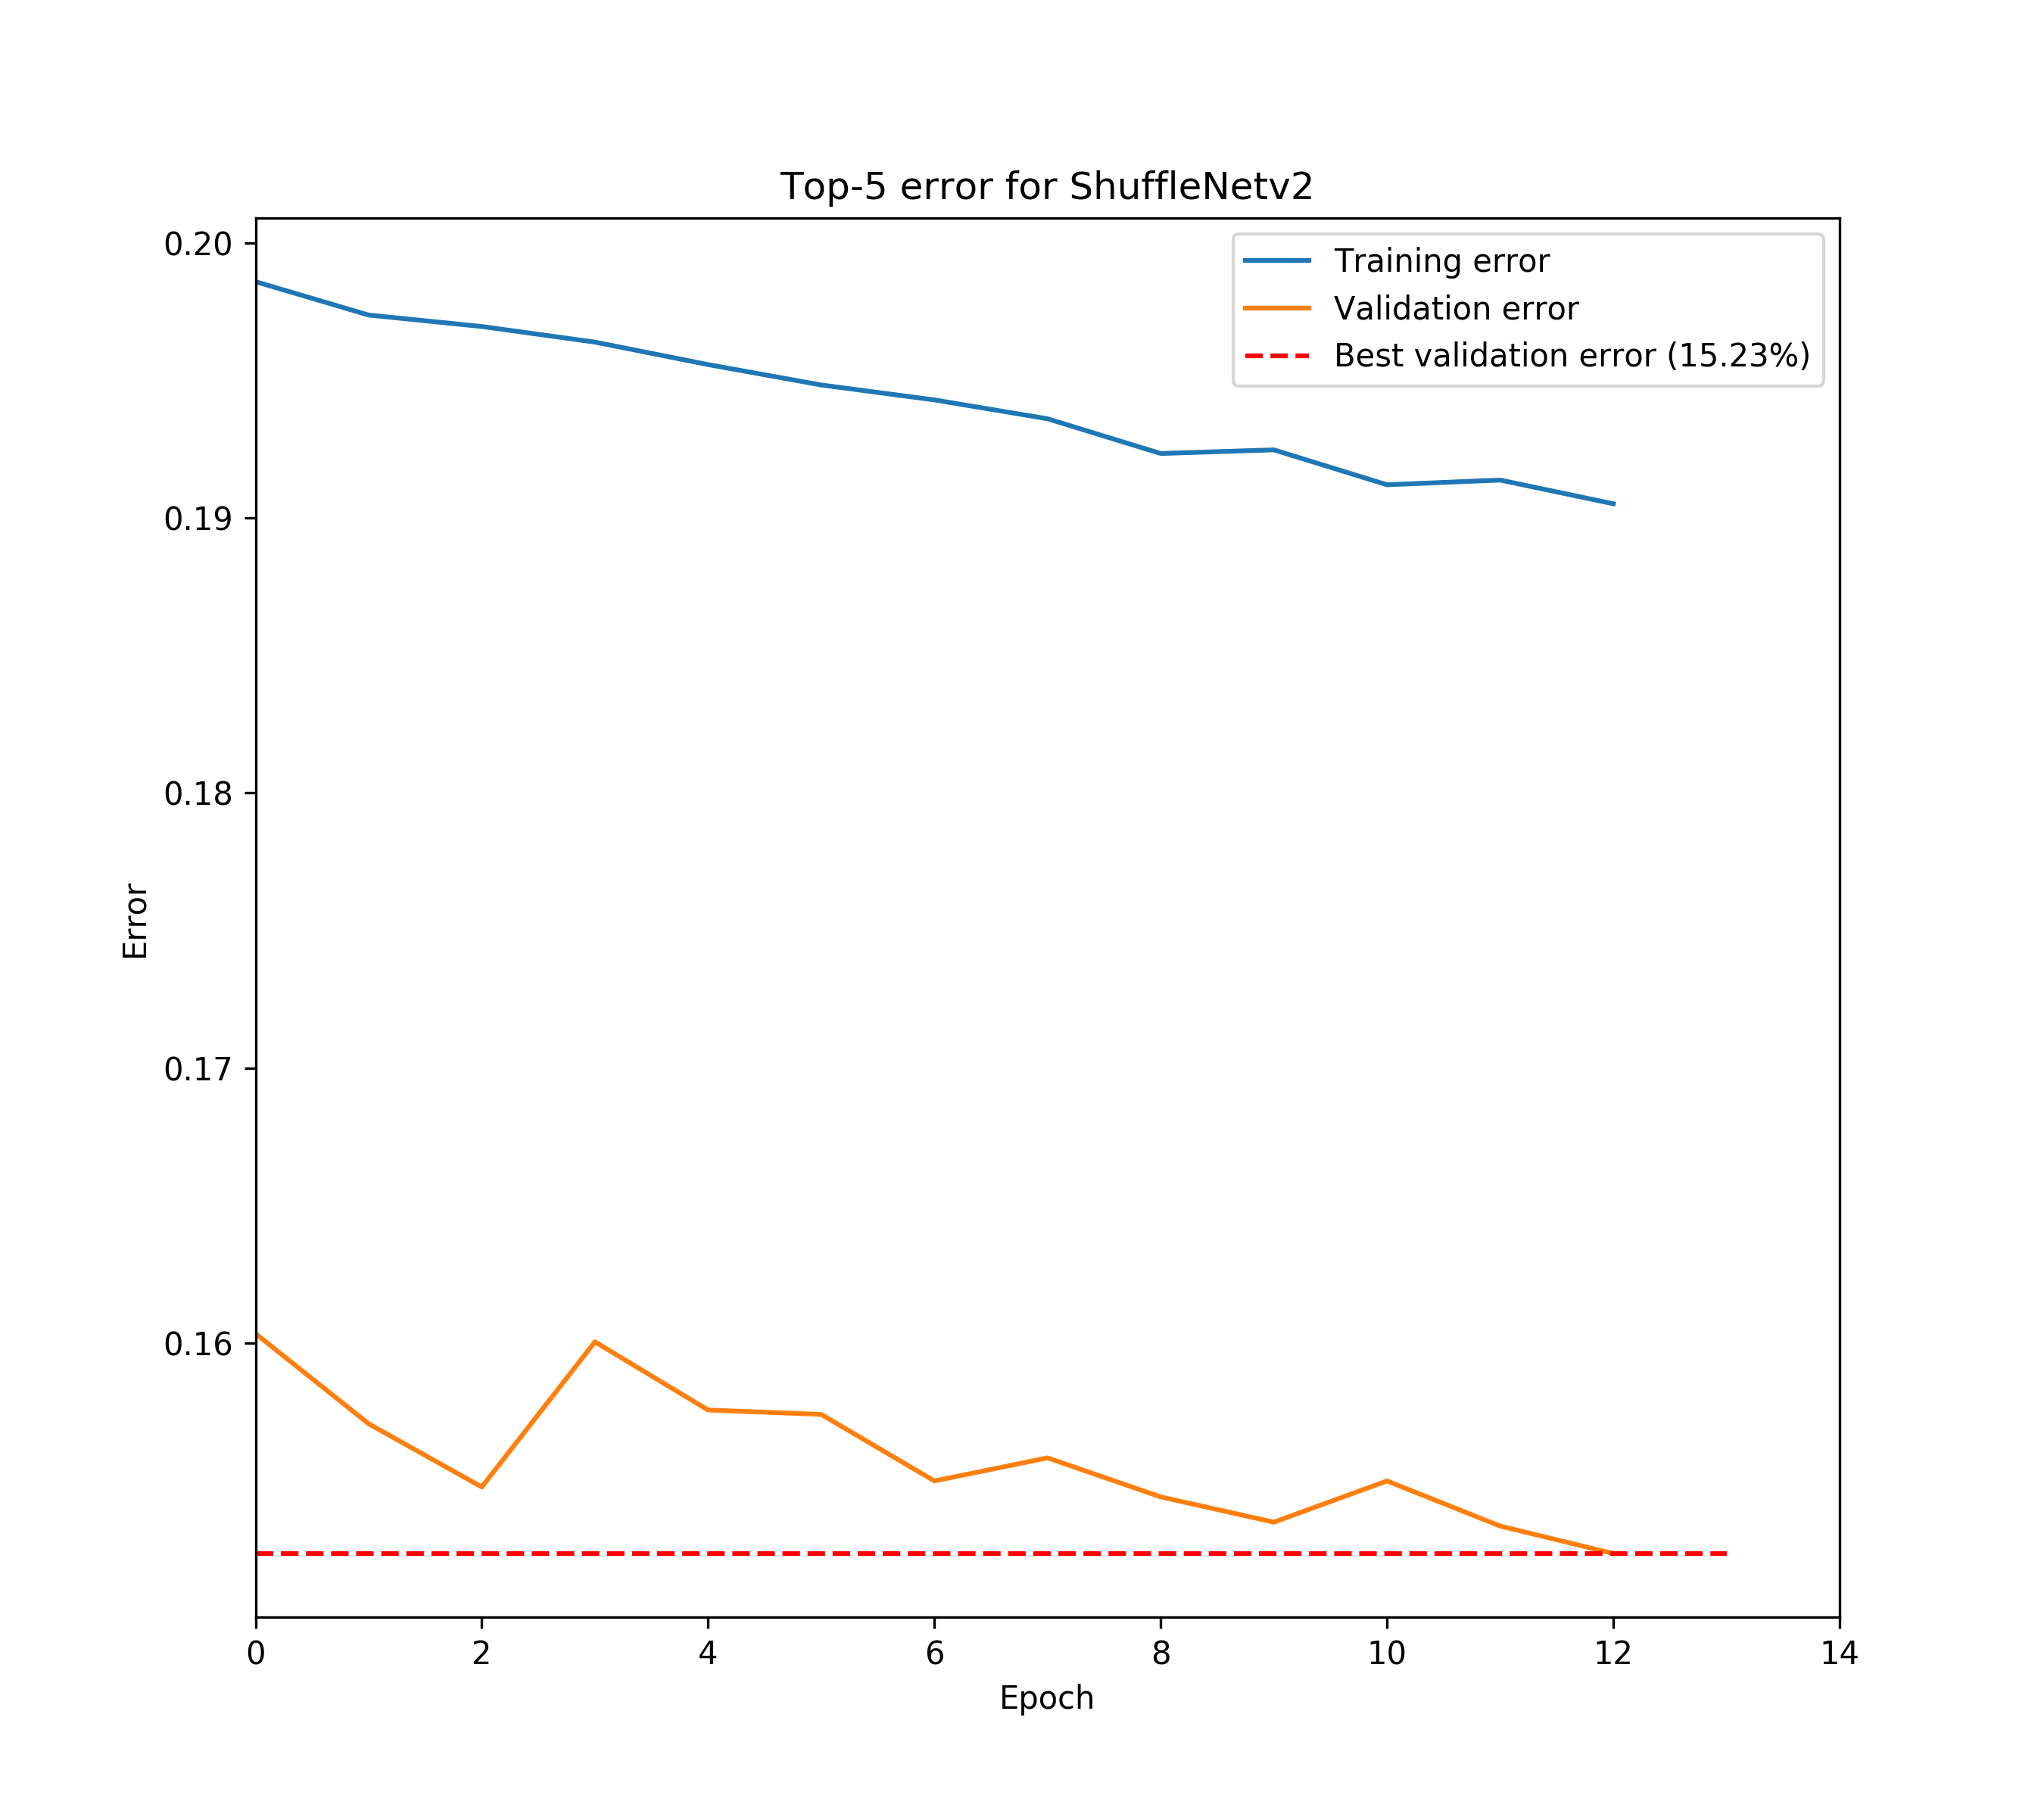 Top-5 error for ShuffleNetv2
Training error
Validation error
Best validation error (15.23%)
0.20
0.19
0.18
0.17
0.16
Error
0 2 4 6 8 10 12 14
Epoch